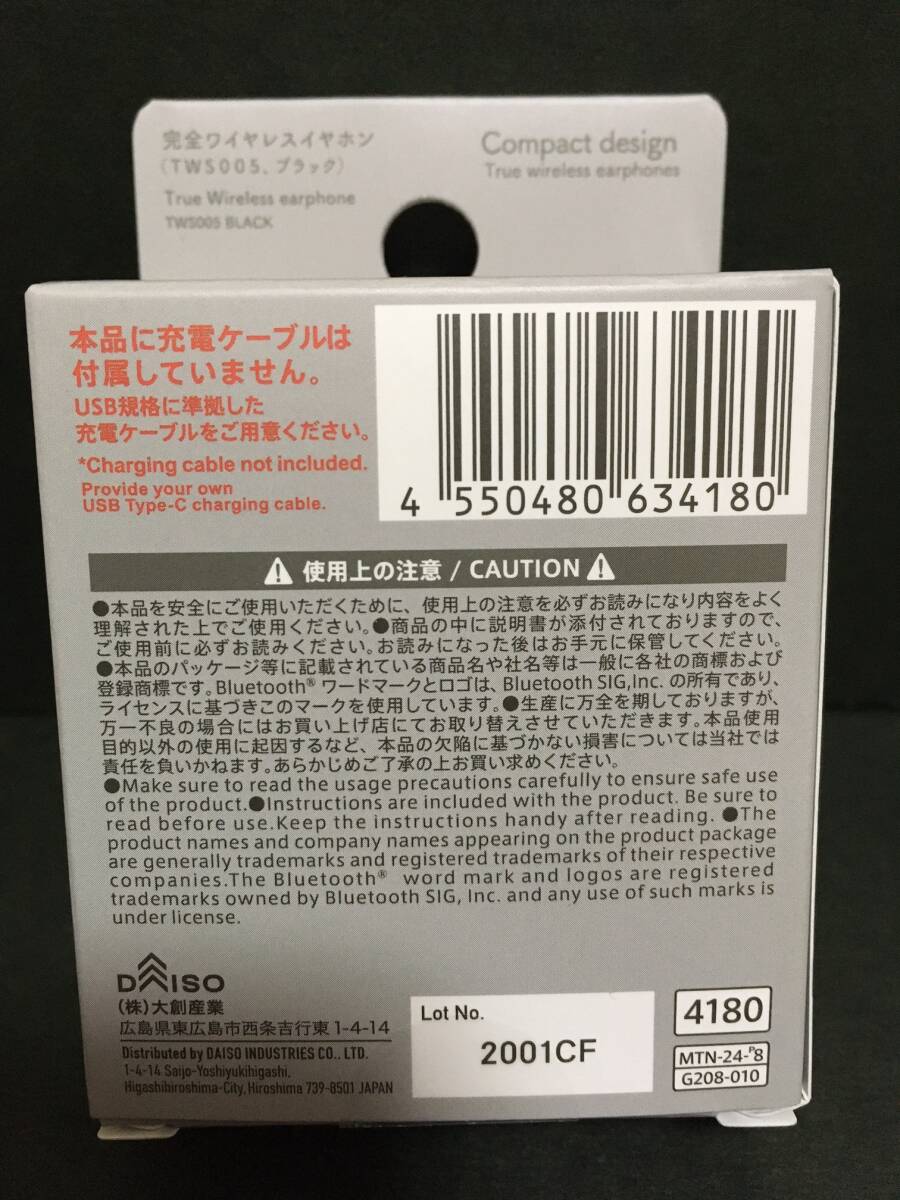 完全ワイヤレスイヤホン
(TWS005、ブラック)
True Wireless earphone
TWS005 BLACK
Compact design
True wireless earphones
本品に充電ケーブルは
付属していません。
USB規格に準拠した
充電ケーブルをご用意ください。
*Charging cable not included.
Provide your own
USB Type-C charging cable.
4 550480 634180
使用上の注意 / CAUTION
●本品を安全にご使用いただくために、使用上の注意を必ずお読みになり内容をよく
理解された上でご使用ください。●商品の中に説明書が添付されておりますので、
ご使用前に必ずお読みください。お読みになった後はお手元に保管してください。
●本品のパッケージ等に記載されている商品名や社名等は一般に各社の商標および
登録商標です。Bluetooth® ワードマークとロゴは、Bluetooth SIG,Inc. の所有であり、
ライセンスに基づきこのマークを使用しています。●生産に万全を期しておりますが、
万一不良の場合にはお買い上げ店にてお取り替えさせていただきます。本品使用
目的以外の使用に起因するなど、本品の欠陥に基づかない損害については当社では
責任を負いかねます。あらかじめご了承の上お買い求めください。
●Make sure to read the usage precautions carefully to ensure safe use
of the product.●Instructions are included with the product. Be sure to
read before use.Keep the instructions handy after reading. ●The
product names and company names appearing on the product package
are generally trademarks and registered trademarks of their respective
companies.The Bluetooth® word mark and logos are registered
trademarks owned by Bluetooth SIG, Inc. and any use of such marks is
under license.
DAISO
(株)大創産業
広島県東広島市西条吉行東1-4-14
Distributed by DAISO INDUSTRIES CO., LTD.
1-4-14 Saijo-Yoshiyukihigashi,
Higashihiroshima-City, Hiroshima 739-8501 JAPAN
Lot No.
2001CF
4180
MTN-24-P8
G208-010